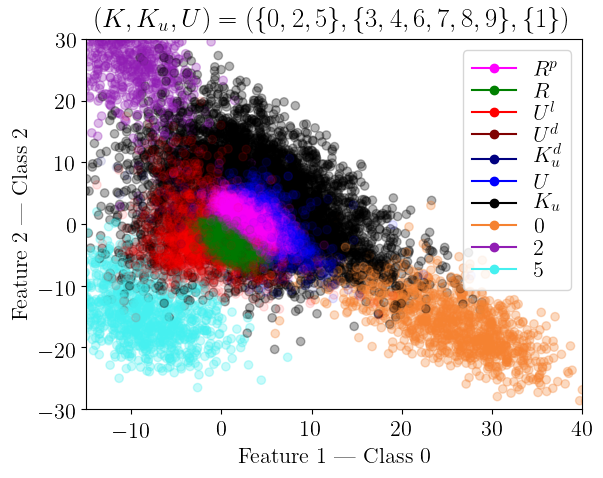 (K, K_u, U) = ({0, 2, 5}, {3, 4, 6, 7, 8, 9}, {1})
30
20
10
0
−10
−20
−30
Feature 2 — Class 2
R^p
R
U^l
U^d
K_u^d
U
K_u
0
2
5
−10
0
10
20
30
40
Feature 1 — Class 0